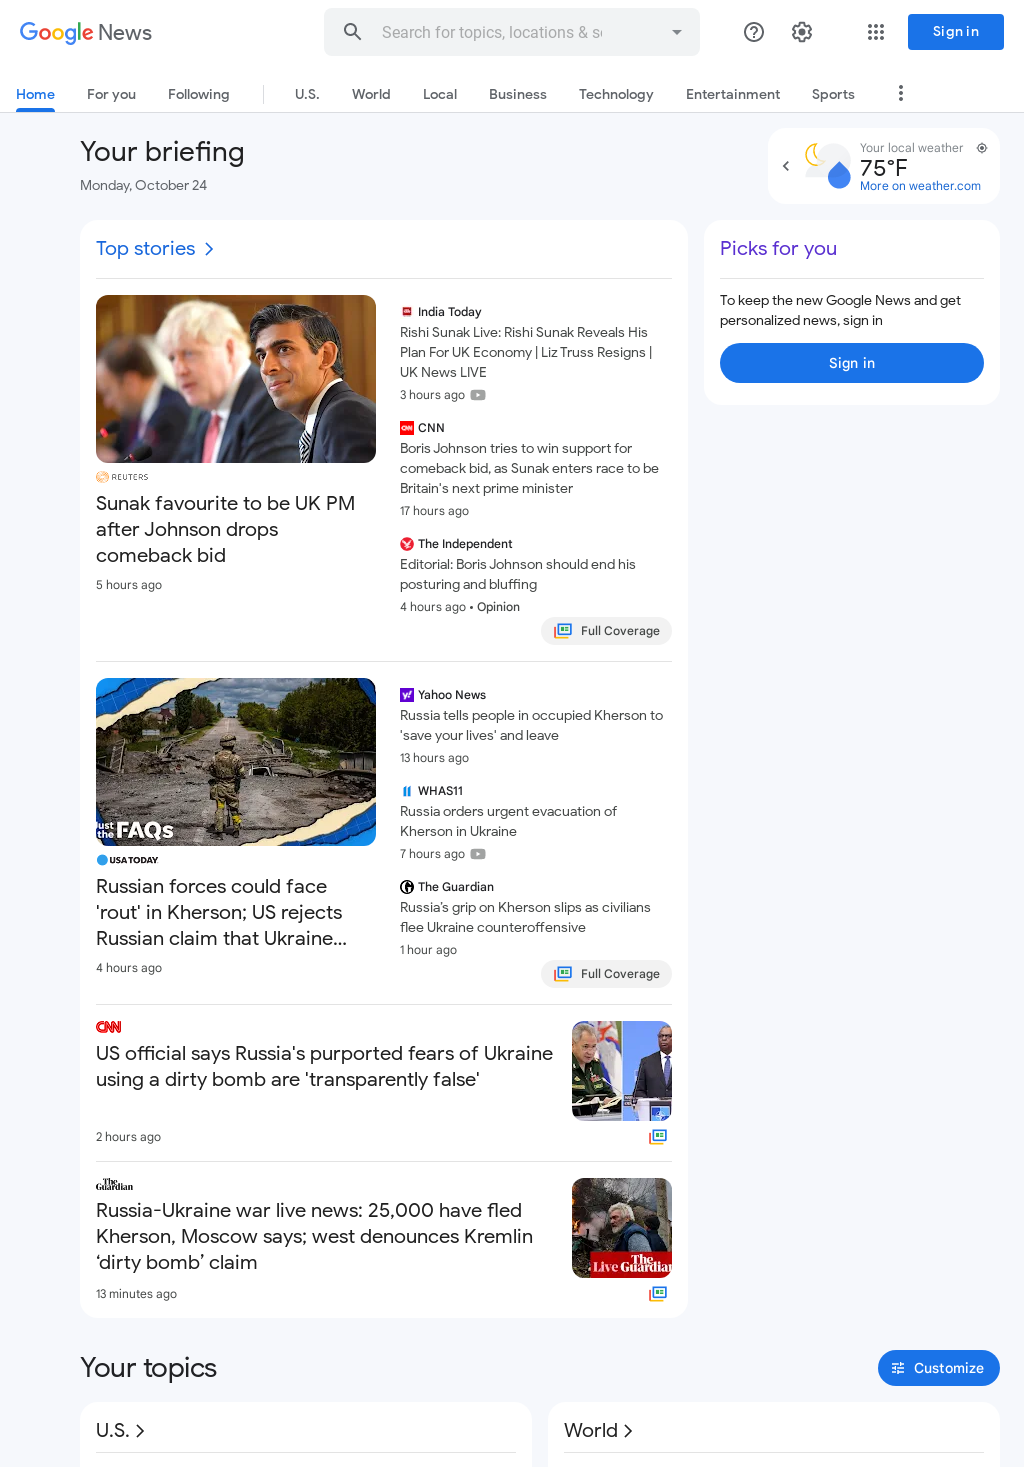 Google News
Search for topics, locations & so
Sign in
Home
For you
Following
U.S.
World
Local
Business
Technology
Entertainment
Sports
Your briefing
Monday, October 24
Your local weather
75°F
More on weather.com
Top stories
REUTERS
Sunak favourite to be UK PM
after Johnson drops
comeback bid
5 hours ago
India Today
Rishi Sunak Live: Rishi Sunak Reveals His
Plan For UK Economy | Liz Truss Resigns |
UK News LIVE
3 hours ago
CNN
Boris Johnson tries to win support for
comeback bid, as Sunak enters race to be
Britain's next prime minister
17 hours ago
The Independent
Editorial: Boris Johnson should end his
posturing and bluffing
4 hours ago • Opinion
Full Coverage
Picks for you
To keep the new Google News and get
personalized news, sign in
Sign in
Just
the FAQs
USA TODAY
Russian forces could face
'rout' in Kherson; US rejects
Russian claim that Ukraine...
4 hours ago
Yahoo News
Russia tells people in occupied Kherson to
'save your lives' and leave
13 hours ago
WHAS11
Russia orders urgent evacuation of
Kherson in Ukraine
7 hours ago
The Guardian
Russia’s grip on Kherson slips as civilians
flee Ukraine counteroffensive
1 hour ago
Full Coverage
CNN
US official says Russia's purported fears of Ukraine
using a dirty bomb are 'transparently false'
2 hours ago
The
Guardian
Russia-Ukraine war live news: 25,000 have fled
Kherson, Moscow says; west denounces Kremlin
‘dirty bomb’ claim
13 minutes ago
The
Live Guardian
Your topics
Customize
U.S.
World